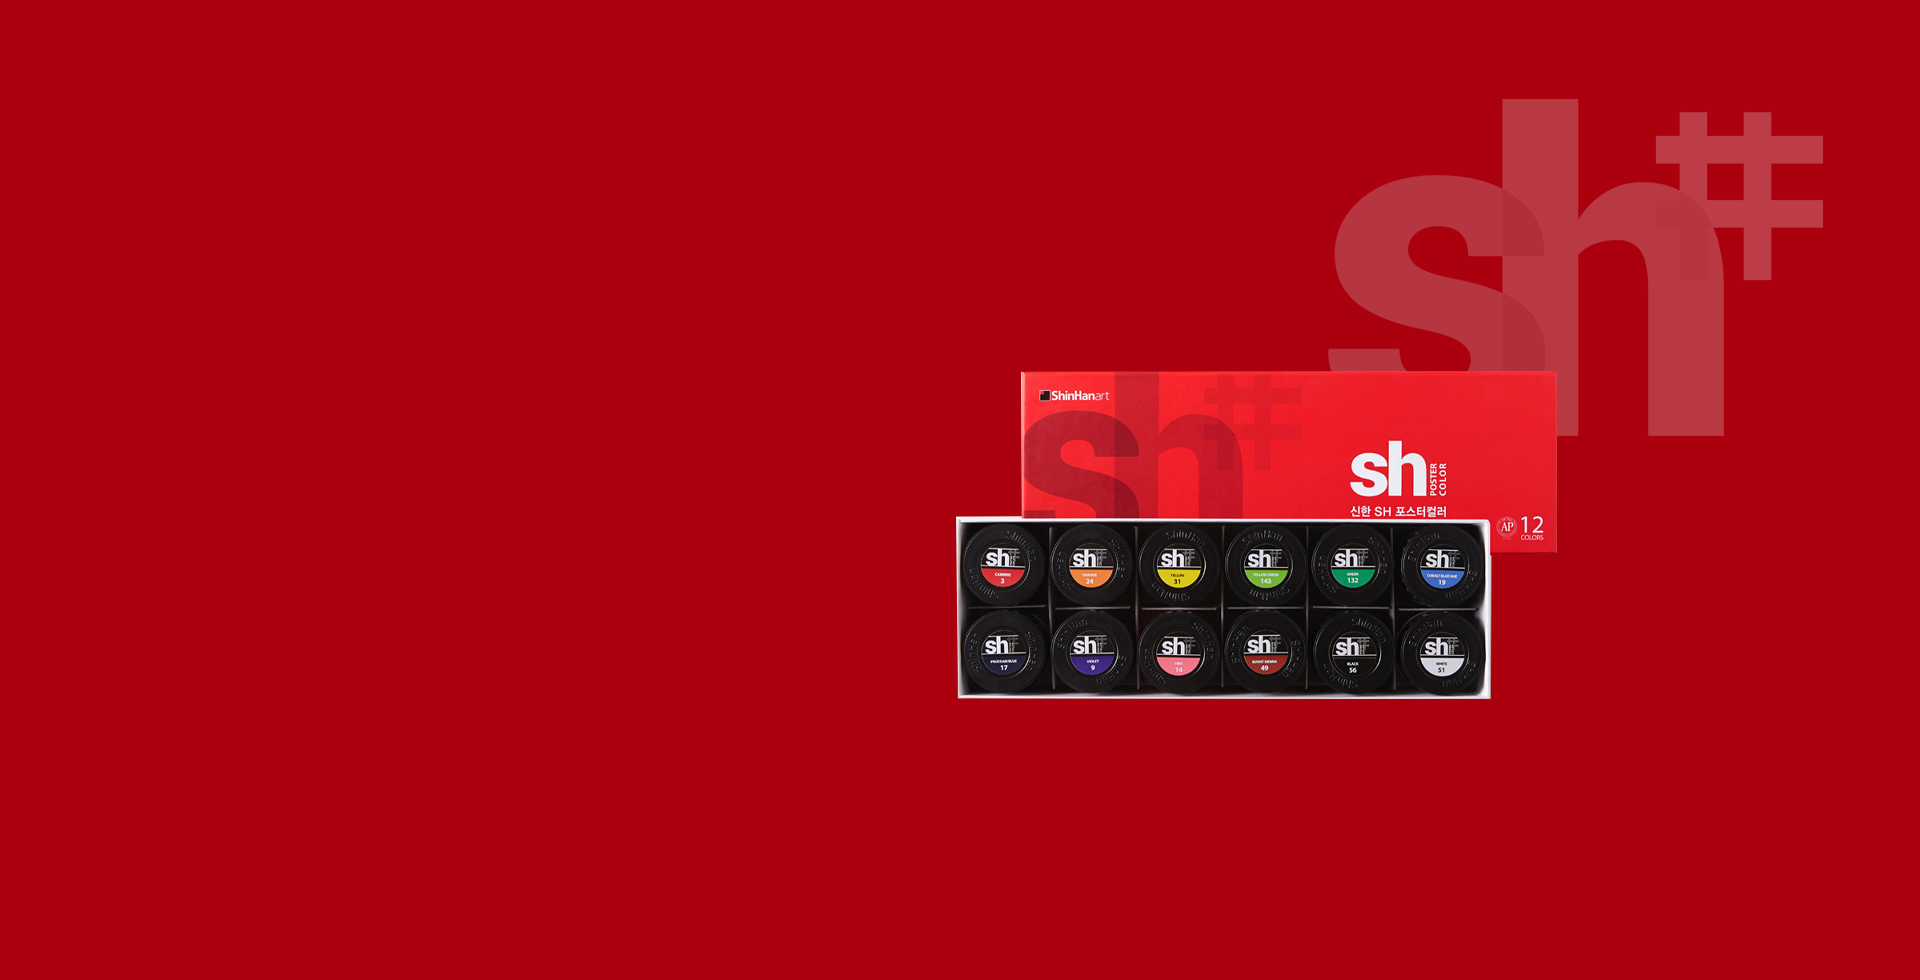 sh#
ShinHanart
sh#
sh POSTER COLOR
신한 SH 포스터컬러
AP 12
COLORS
sh
CARMINE
3
sh
ORANGE
24
sh
YELLOW
31
sh
YELLOW GREEN
143
sh
GREEN
132
sh
COBALT BLUE HUE
19
sh
PRUSSIAN BLUE
17
sh
VIOLET
9
sh
PINK
14
sh
BURNT SIENNA
49
sh
BLACK
56
sh
WHITE
51